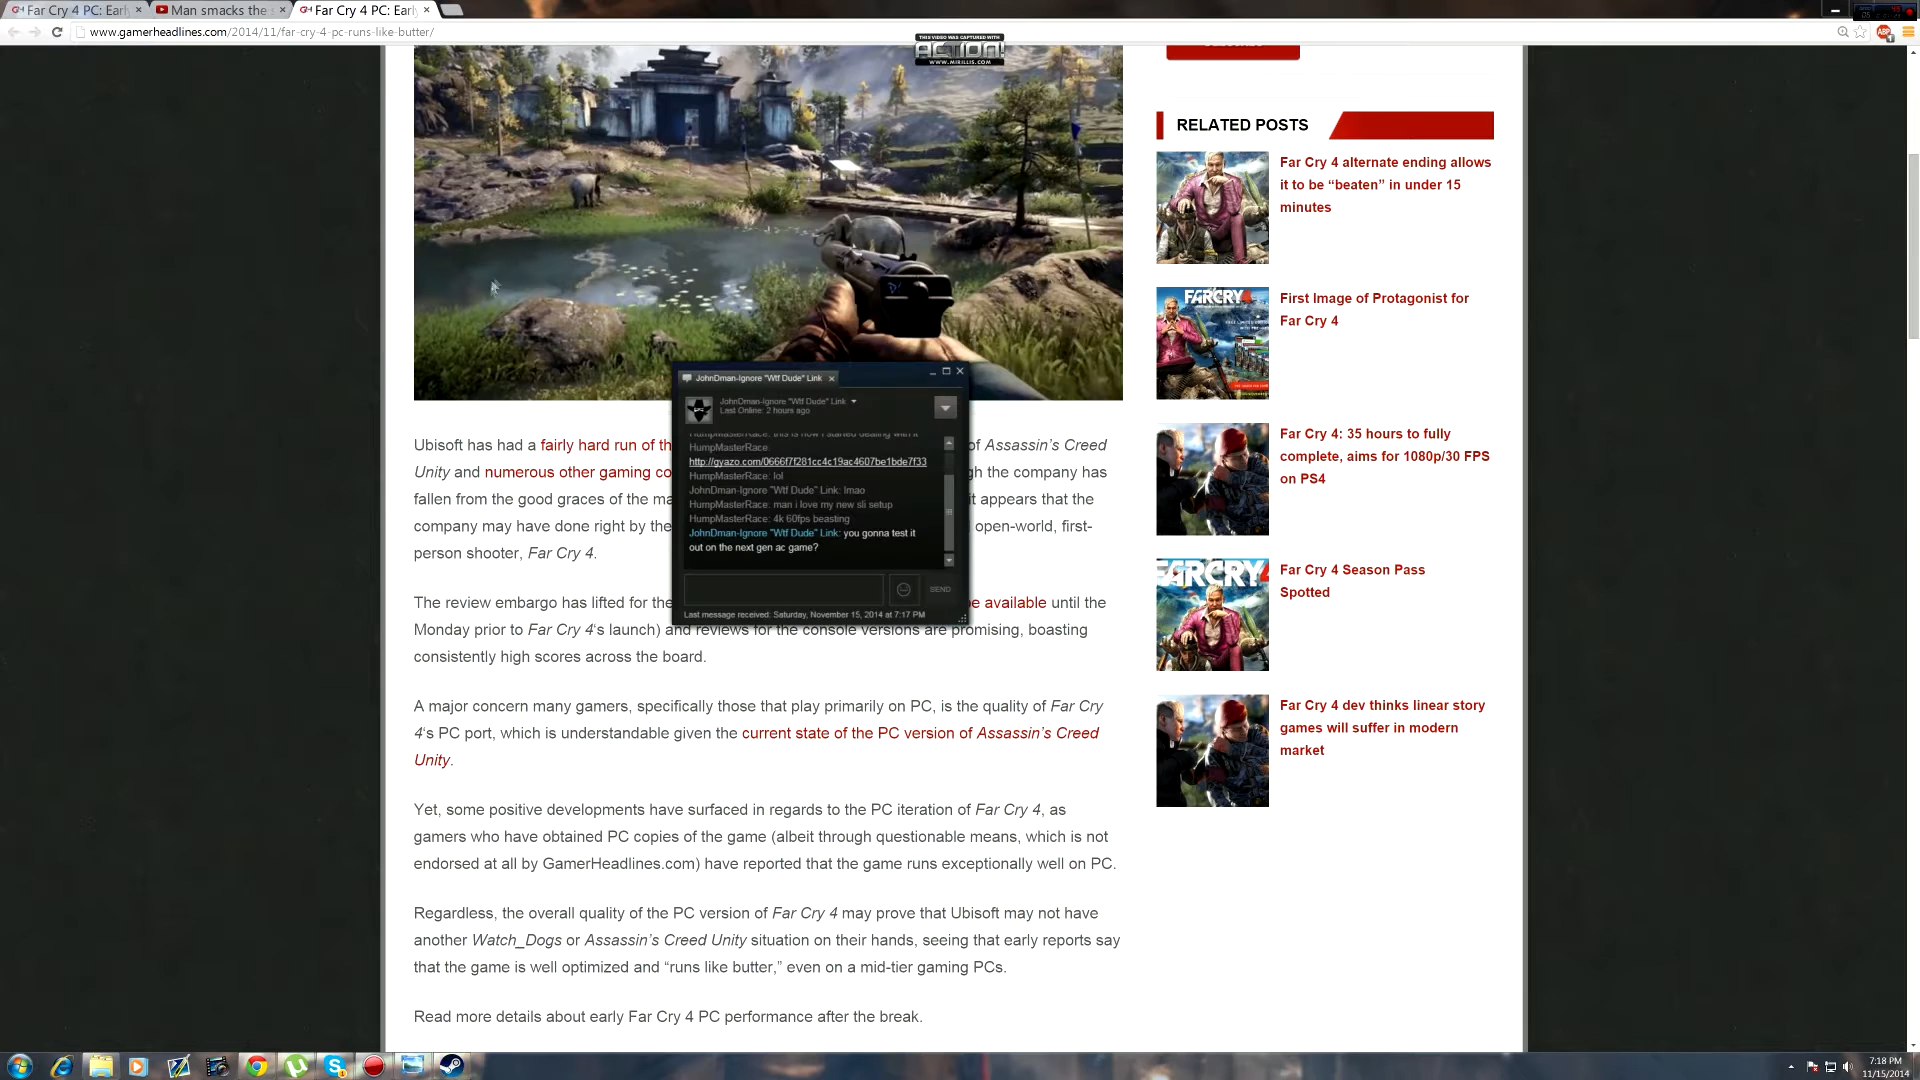 Far Cry 4 PC: Earl
Man smacks the
Far Cry 4 PC: Earl
www.gamerheadlines.com/2014/11/far-cry-4-pc-runs-like-butter/
ABP
THIS VIDEO WAS CAPTURED WITH
ACTION!
WWW.MIRILLIS.COM
RELATED POSTS
Far Cry 4 alternate ending allows
it to be “beaten” in under 15
minutes
FARCRY4
First Image of Protagonist for
Far Cry 4
Far Cry 4: 35 hours to fully
complete, aims for 1080p/30 FPS
on PS4
FARCRY4
Far Cry 4 Season Pass
Spotted
Far Cry 4 dev thinks linear story
games will suffer in modern
market
JohnDman-Ignore "Wtf Dude" Link
JohnDman-Ignore "Wtf Dude" Link
Last Online: 2 hours ago
HumpMasterRace: this is how i started dealing with it
HumpMasterRace:
http://gyazo.com/0666f7f281cc4c19ac4607be1bde7f33
HumpMasterRace: lol
JohnDman-Ignore "Wtf Dude" Link: lmao
HumpMasterRace: man i love my new sli setup
HumpMasterRace: 4k 60fps beasting
JohnDman-Ignore "Wtf Dude" Link: you gonna test it
out on the next gen ac game?
SEND
Last message received: Saturday, November 15, 2014 at 7:17 PM
Ubisoft has had a fairly hard run of th of Assassin’s Creed
Unity and numerous other gaming co gh the company has
fallen from the good graces of the ma it appears that the
company may have done right by the open-world, first-
person shooter, Far Cry 4.
The review embargo has lifted for the be available until the
Monday prior to Far Cry 4‘s launch) and reviews for the console versions are promising, boasting
consistently high scores across the board.
A major concern many gamers, specifically those that play primarily on PC, is the quality of Far Cry
4‘s PC port, which is understandable given the current state of the PC version of Assassin’s Creed
Unity.
Yet, some positive developments have surfaced in regards to the PC iteration of Far Cry 4, as
gamers who have obtained PC copies of the game (albeit through questionable means, which is not
endorsed at all by GamerHeadlines.com) have reported that the game runs exceptionally well on PC.
Regardless, the overall quality of the PC version of Far Cry 4 may prove that Ubisoft may not have
another Watch_Dogs or Assassin’s Creed Unity situation on their hands, seeing that early reports say
that the game is well optimized and “runs like butter,” even on a mid-tier gaming PCs.
Read more details about early Far Cry 4 PC performance after the break.
7:18 PM
11/15/2014